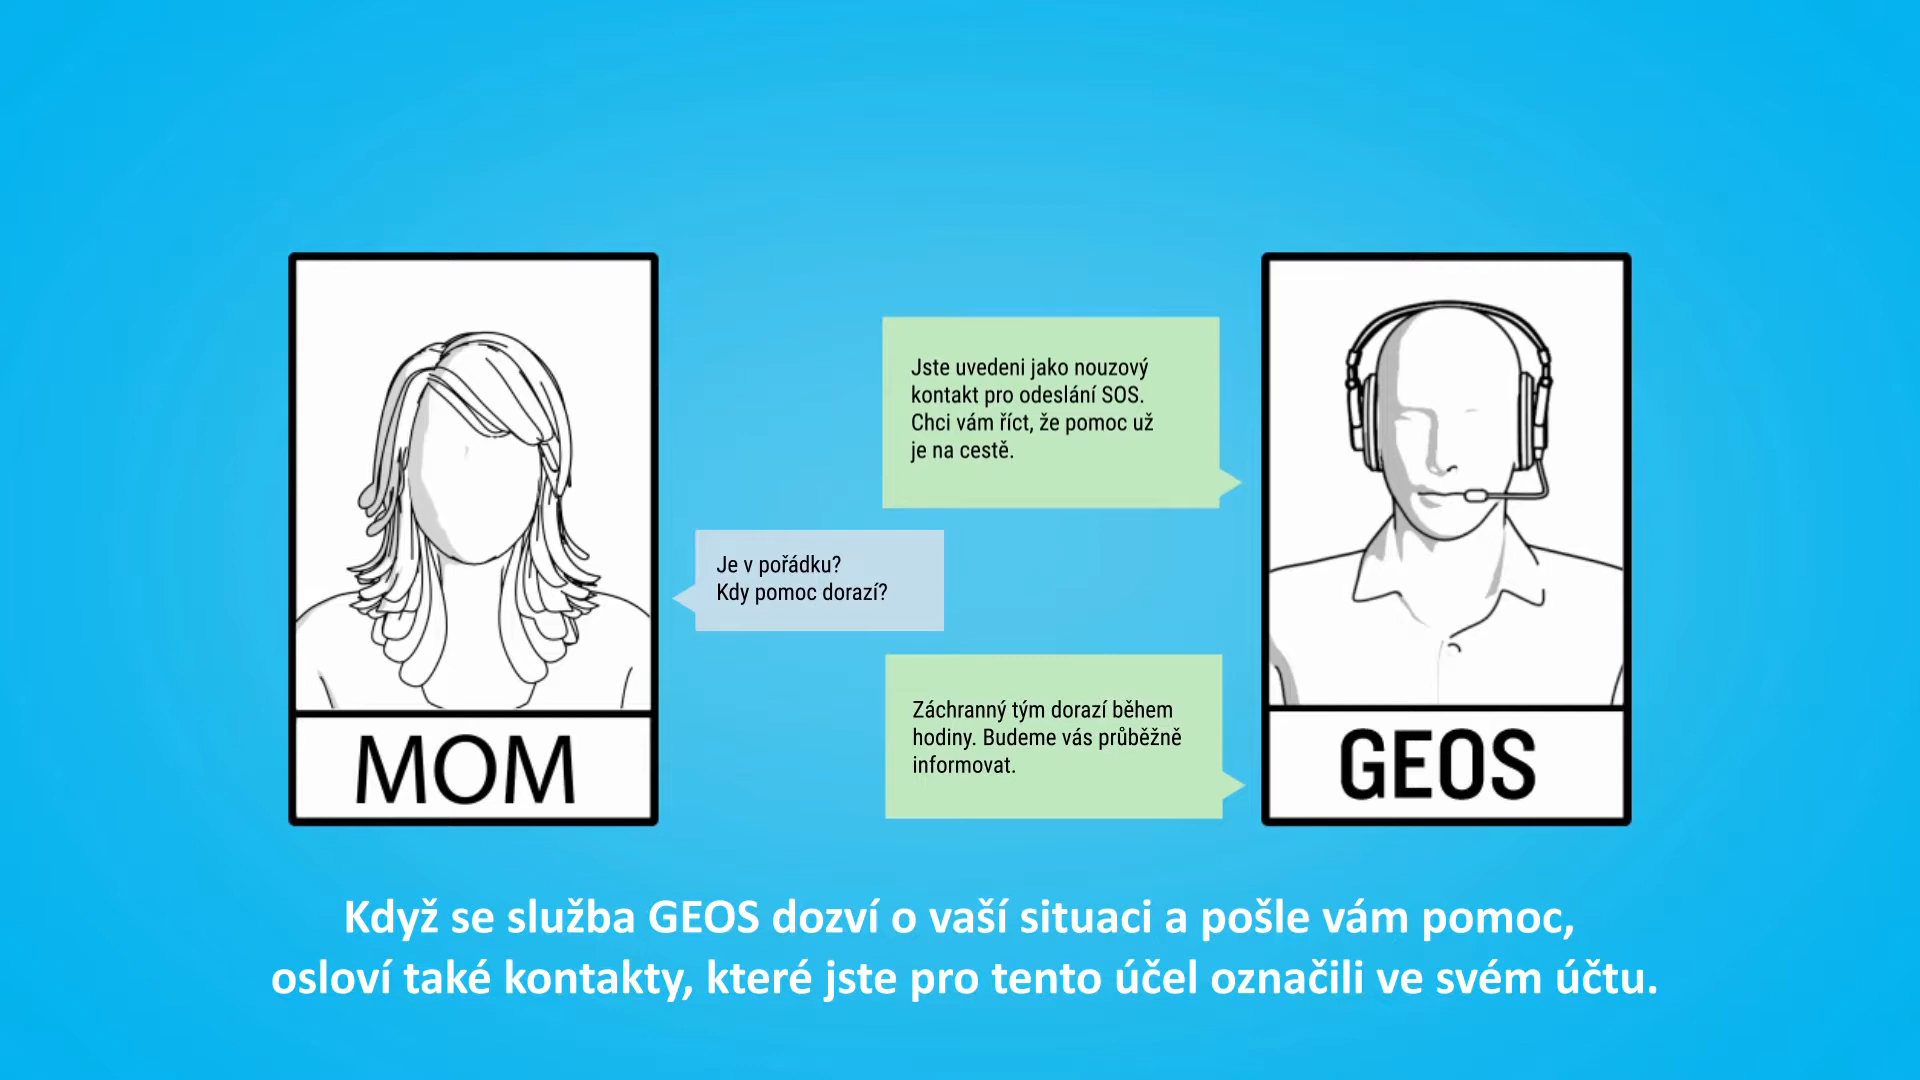 Jste uvedeni jako nouzový
kontakt pro odeslání SOS.
Chci vám říct, že pomoc už
je na cestě.
Je v pořádku?
Kdy pomoc dorazí?
Záchranný tým dorazí během
hodiny. Budeme vás průběžně
informovat.
MOM
GEOS
Když se služba GEOS dozví o vaší situaci a pošle vám pomoc,
osloví také kontakty, které jste pro tento účel označili ve svém účtu.